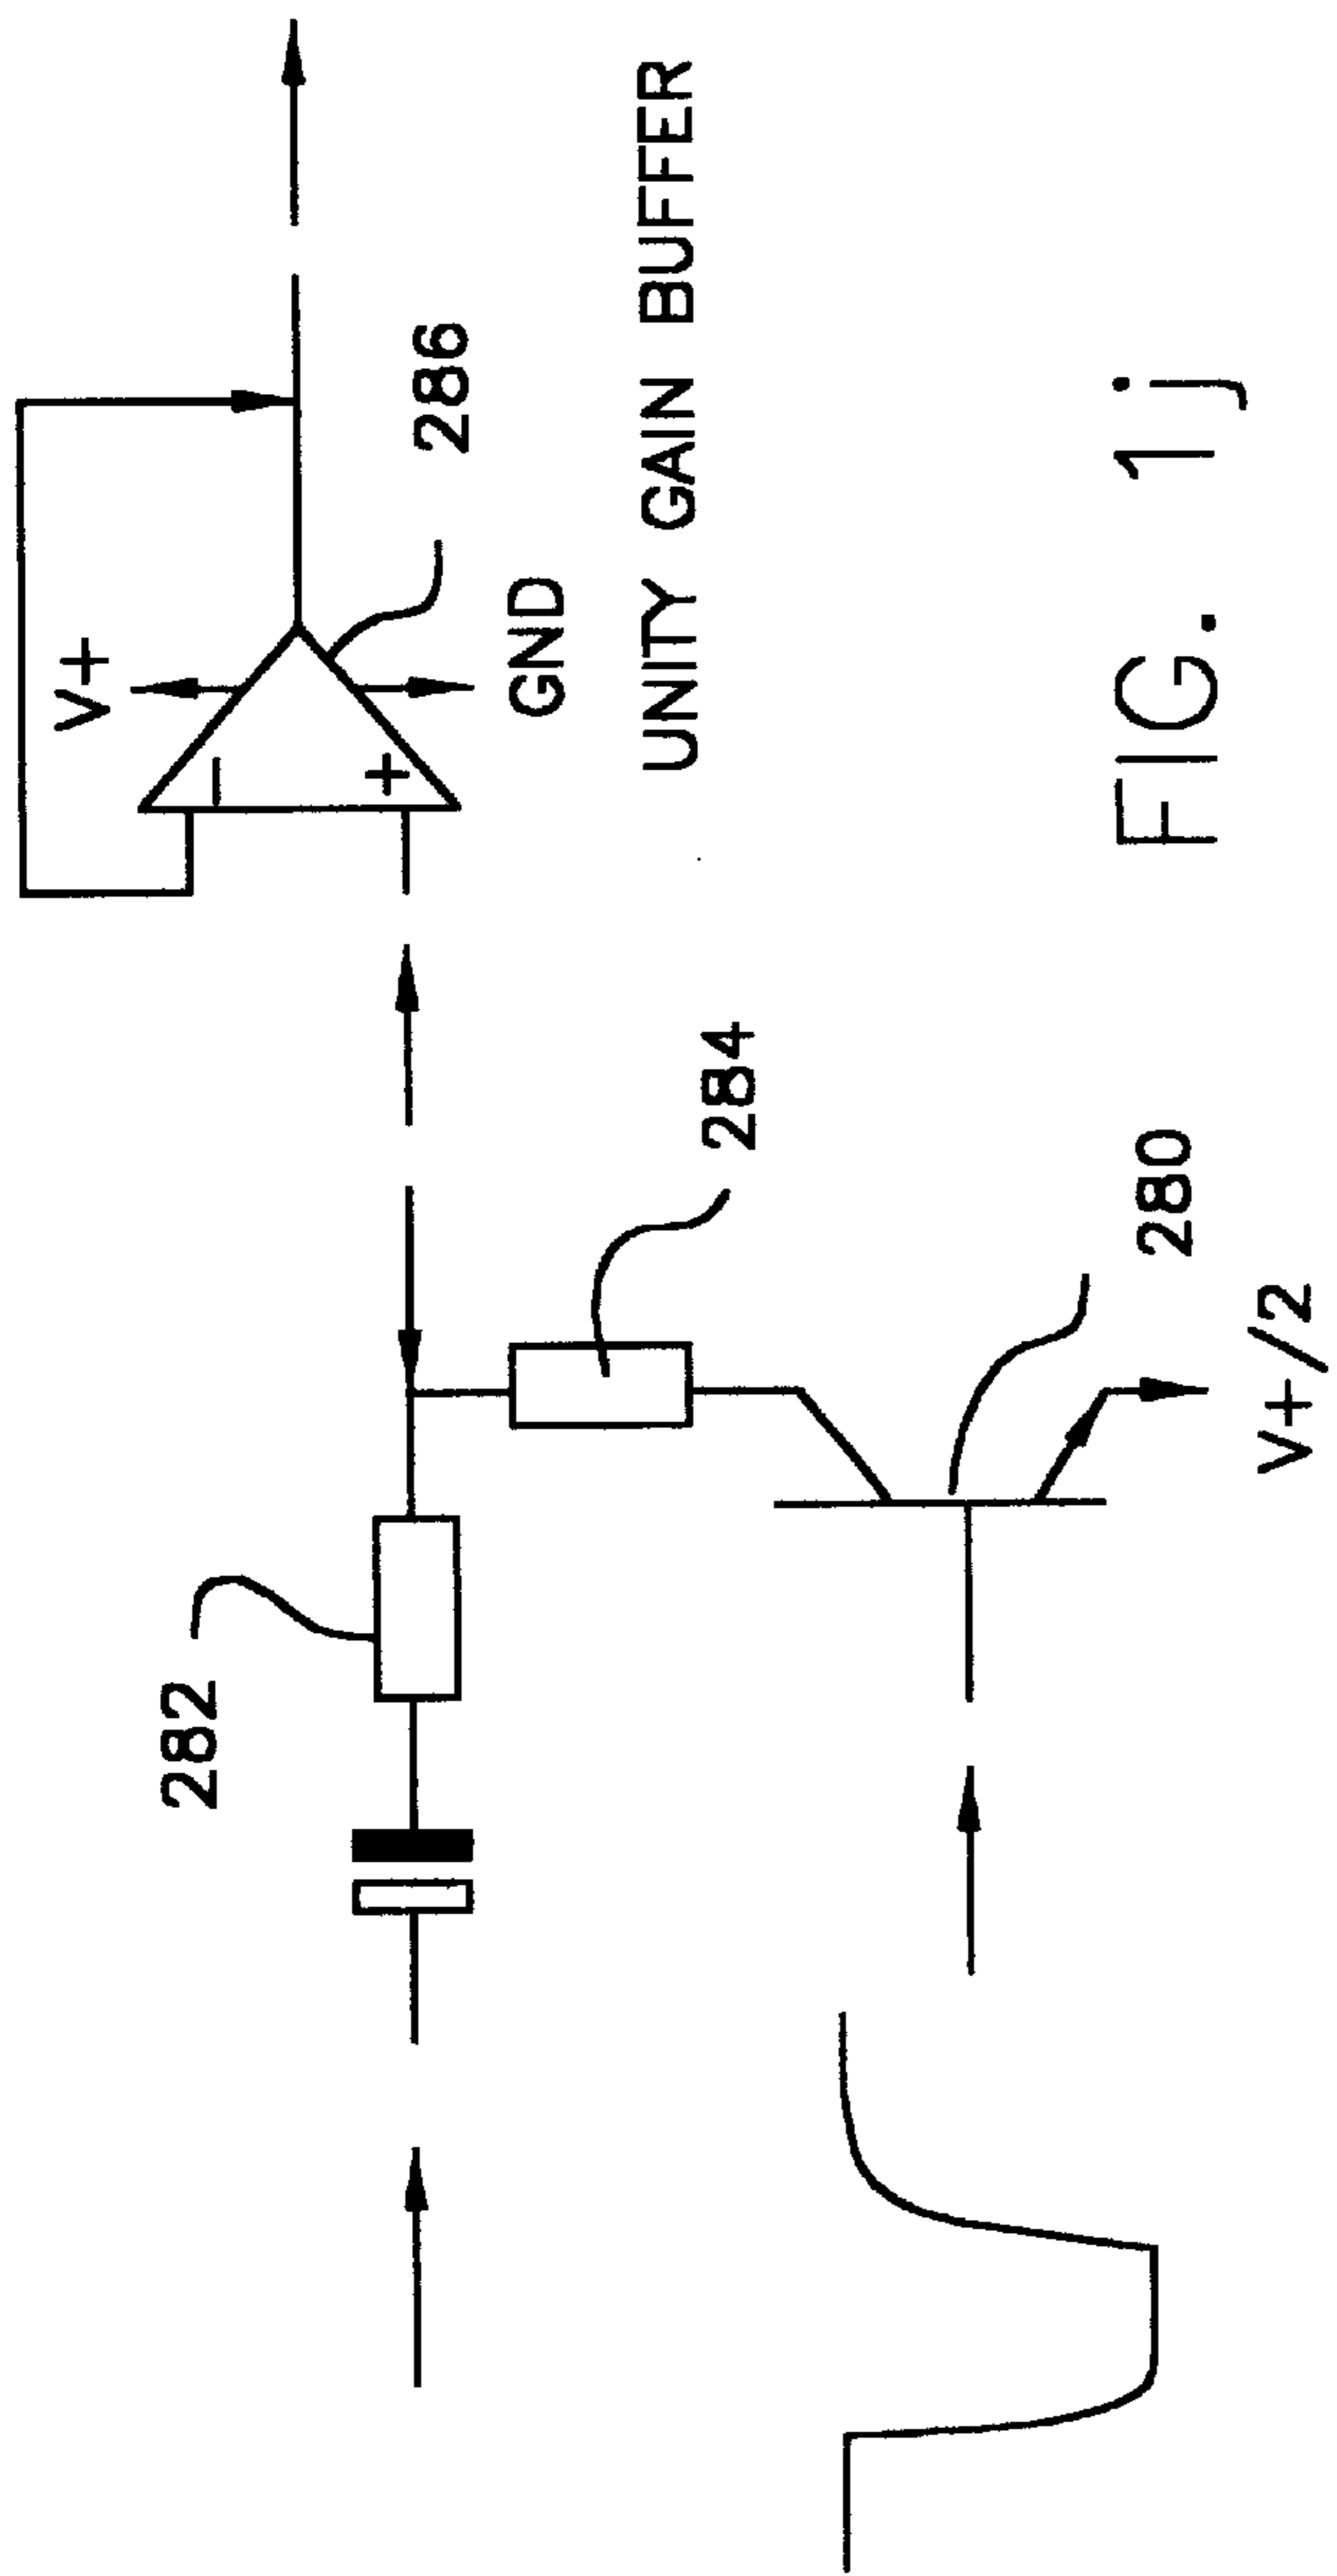 V+
286
GND
UNITY GAIN BUFFER
282
284
280
V+/2
FIG. 1j